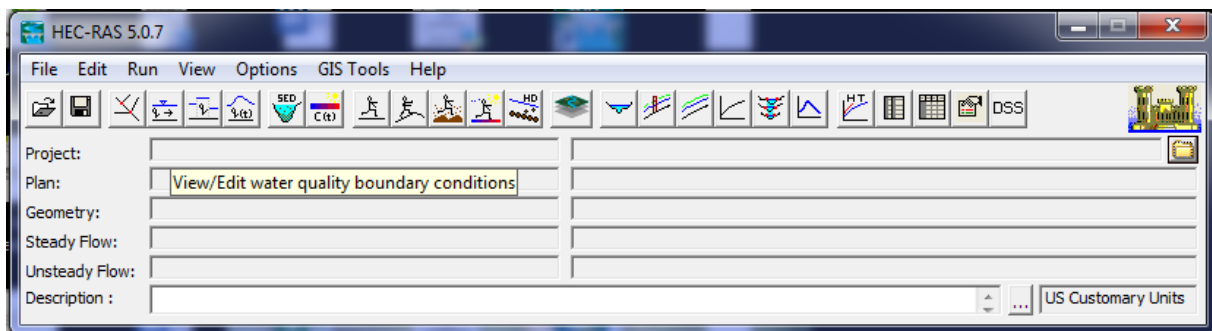 HEC-RAS 5.0.7
File Edit Run View Options GIS Tools Help
SED C(t) HD HT DSS
Project:
Plan: View/Edit water quality boundary conditions
Geometry:
Steady Flow:
Unsteady Flow:
Description : ... US Customary Units